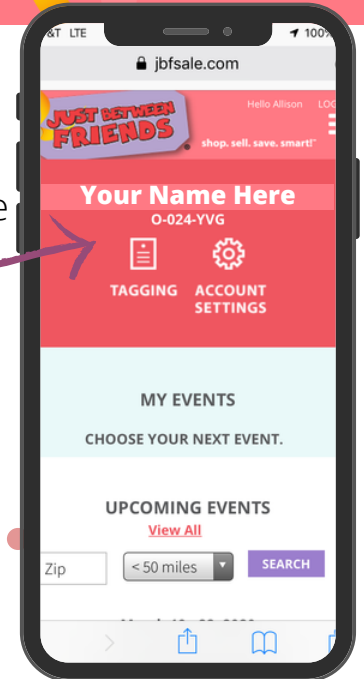 &T LTE 100%
jbfsale.com
Hello Allison LOG
JUST BETWEEN
FRIENDS
shop. sell. save. smart!™
Your Name Here
O-024-YVG
TAGGING ACCOUNT
SETTINGS
MY EVENTS
CHOOSE YOUR NEXT EVENT.
UPCOMING EVENTS
View All
Zip < 50 miles SEARCH